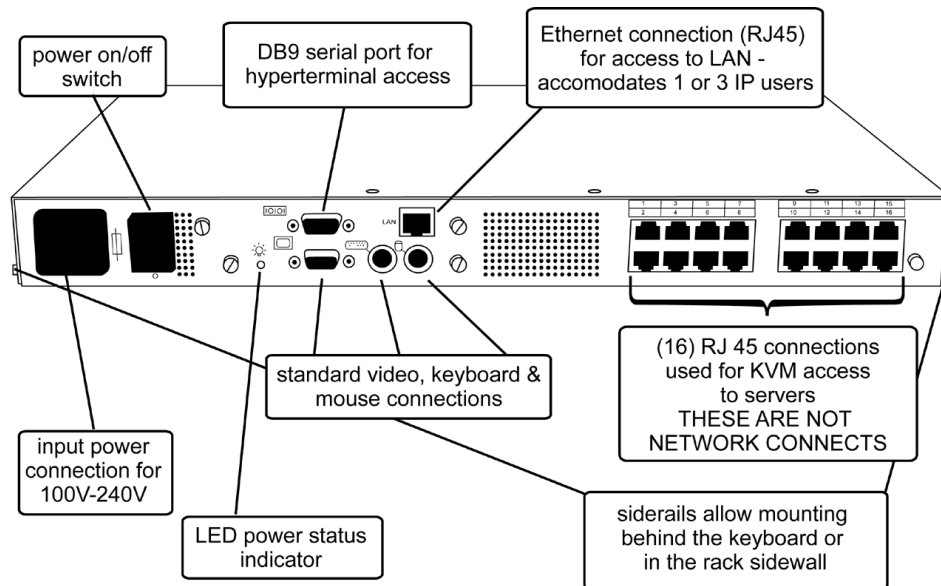 power on/off
switch
DB9 serial port for
hyperterminal access
Ethernet connection (RJ45)
for access to LAN -
accomodates 1 or 3 IP users
LAN
1 3 5 7
2 4 6 8
9 11 13 15
10 12 14 16
standard video, keyboard &
mouse connections
(16) RJ 45 connections
used for KVM access
to servers
THESE ARE NOT
NETWORK CONNECTS
input power
connection for
100V-240V
LED power status
indicator
siderails allow mounting
behind the keyboard or
in the rack sidewall